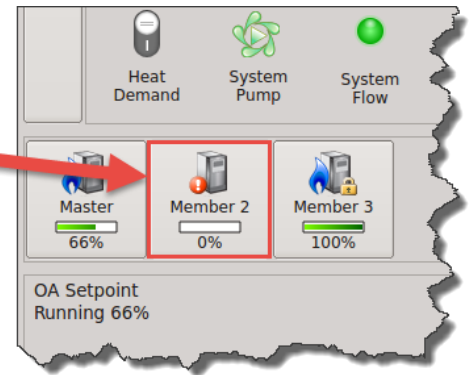 Heat Demand
System Pump
System Flow
Master
66%
Member 2
0%
Member 3
100%
OA Setpoint
Running 66%